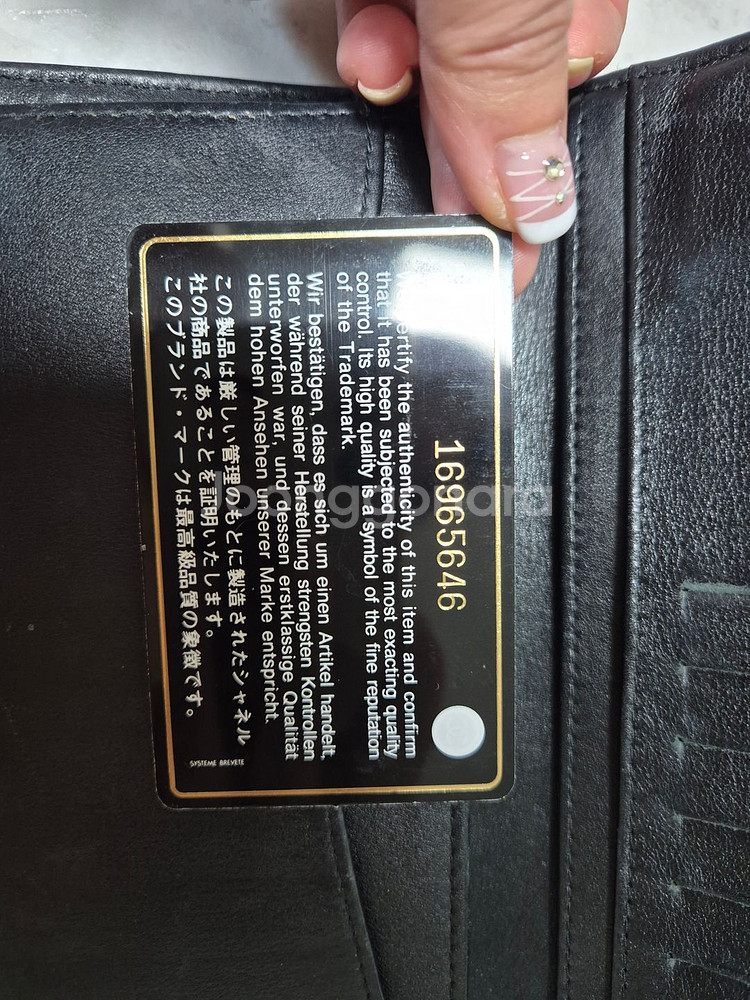 16965646
certify the authenticity of this item and confirm
that it has been subjected to the most exacting quality
control. Its high quality is a symbol of the fine reputation
of the Trademark.
Wir bestätigen, dass es sich um einen Artikel handelt,
der während seiner Herstellung strengsten Kontrollen
unterworfen war, und dessen erstklassige Qualität
dem hohen Ansehen unserer Marke entspricht.
この製品は厳しい管理のもとに製造されたシャネル
社の商品であることを証明いたします。
このブランド・マークは最高級品質の象徴です。
SYSTEME BREVETE
joonggonara